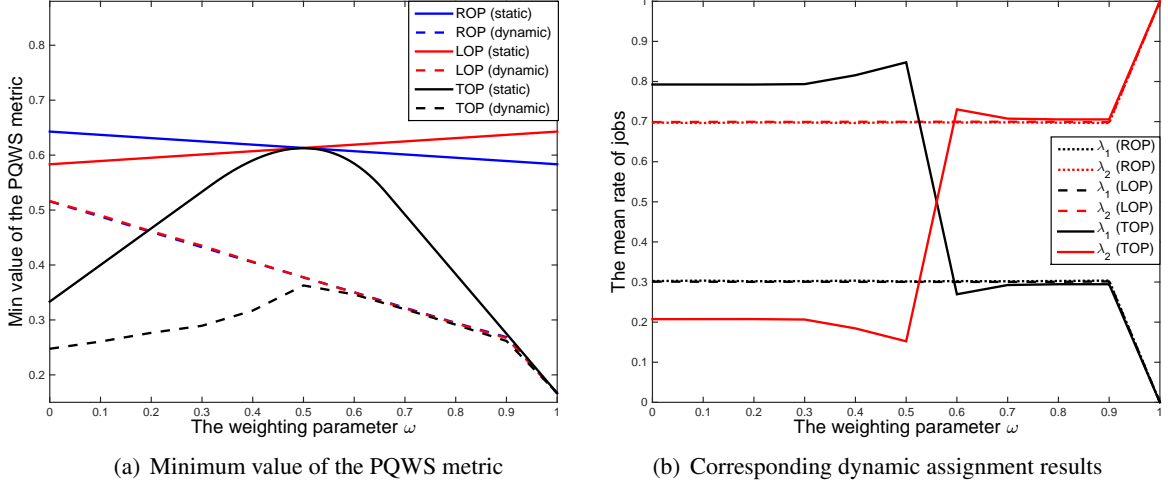 ROP (static)
ROP (dynamic)
LOP (static)
LOP (dynamic)
TOP (static)
TOP (dynamic)
Min value of the PQWS metric
0.8
0.7
0.6
0.5
0.4
0.3
0.2
0 0.1 0.2 0.3 0.4 0.5 0.6 0.7 0.8 0.9 1
The weighting parameter ω
(a) Minimum value of the PQWS metric
The mean rate of jobs
1
0.9
0.8
0.7
0.6
0.5
0.4
0.3
0.2
0.1
0
λ1 (ROP)
λ2 (ROP)
λ1 (LOP)
λ2 (LOP)
λ1 (TOP)
λ2 (TOP)
0 0.1 0.2 0.3 0.4 0.5 0.6 0.7 0.8 0.9 1
The weighting parameter ω
(b) Corresponding dynamic assignment results